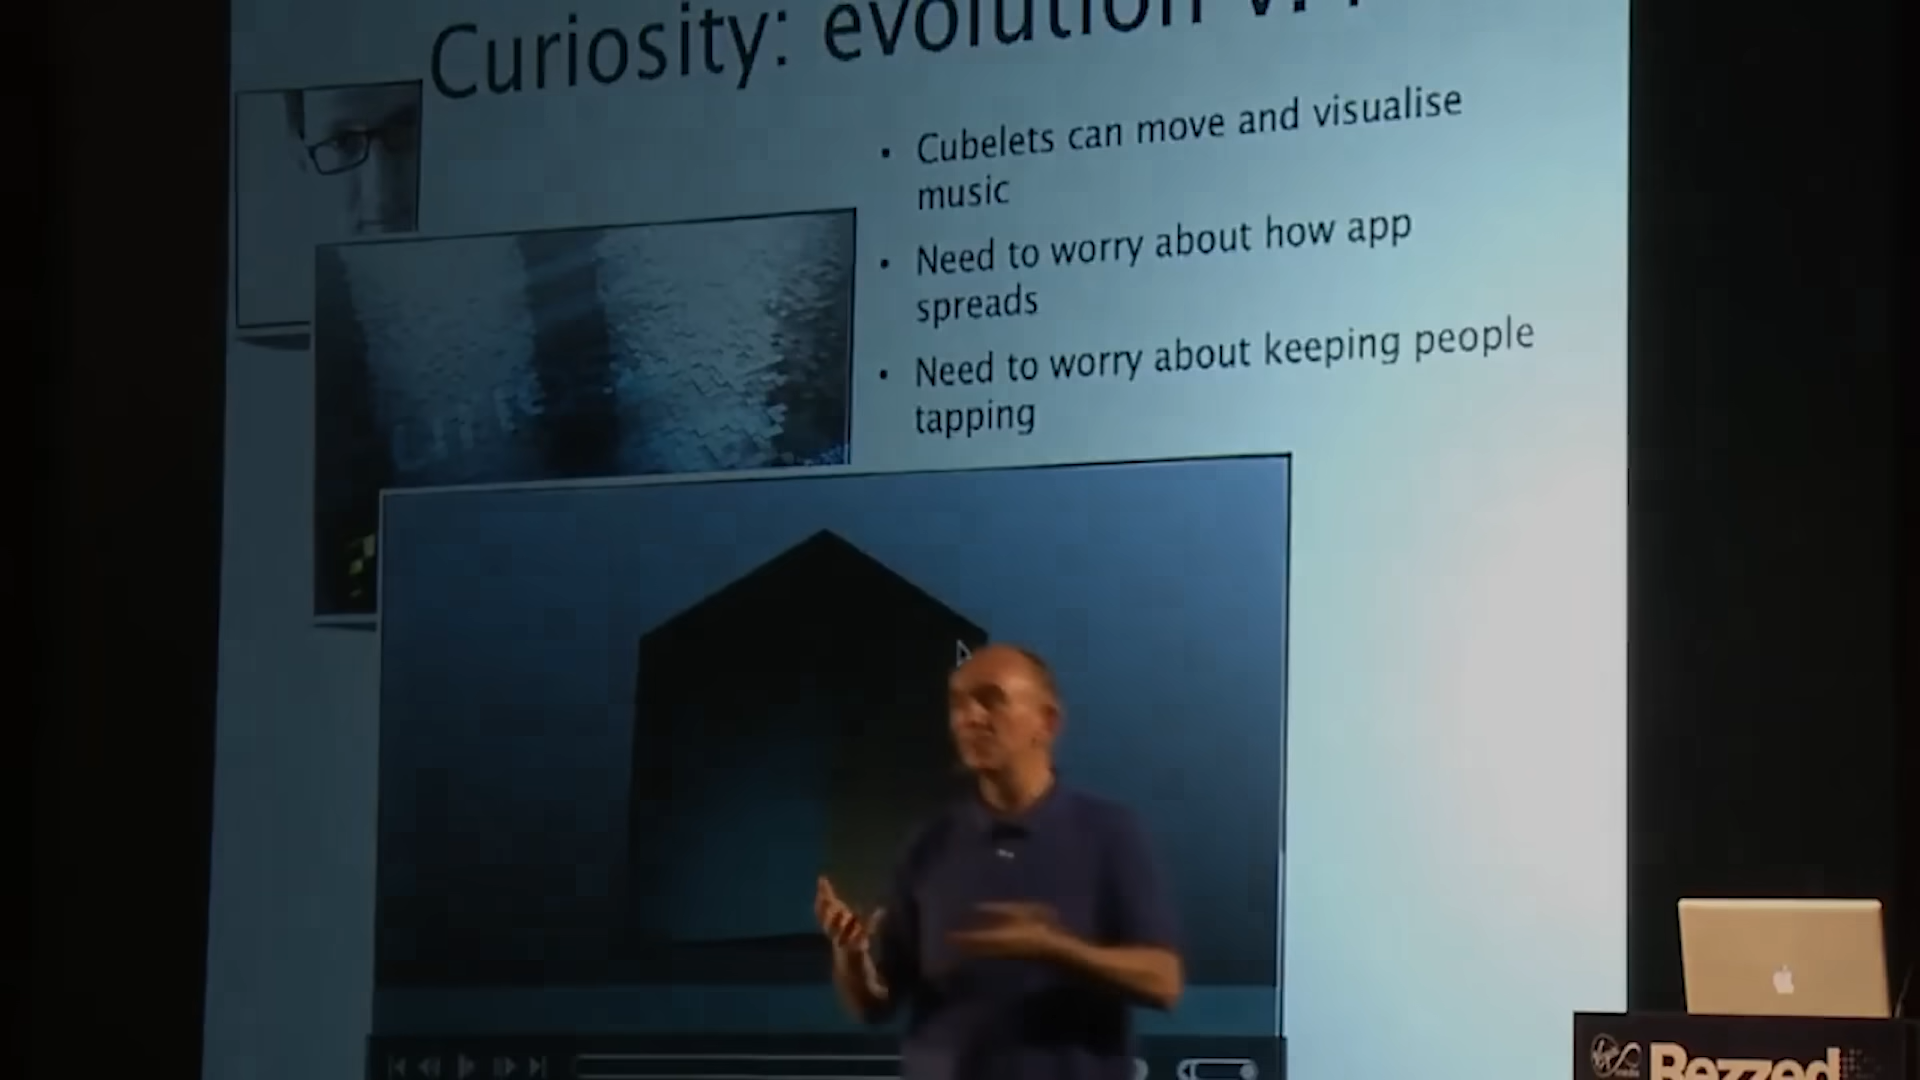 Curiosity: evolution
• Cubelets can move and visualise
music
• Need to worry about how app
spreads
• Need to worry about keeping people
tapping
Rezzed